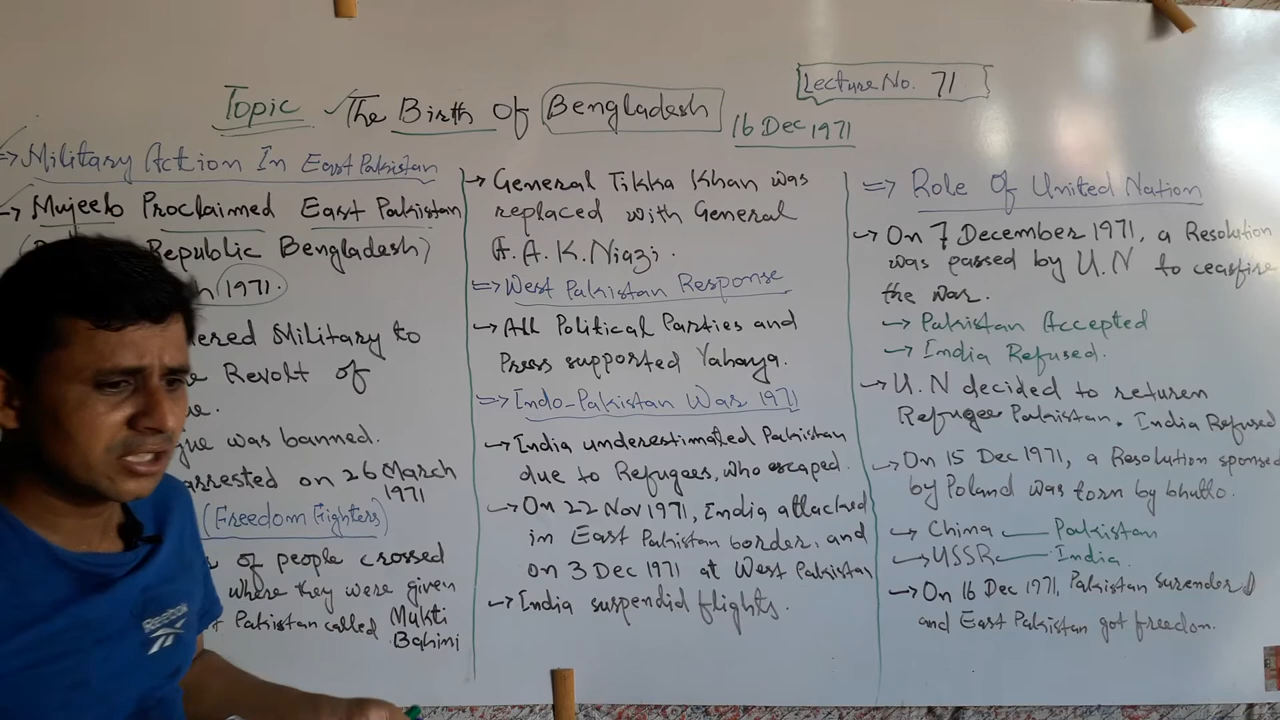 Lecture No. 71
Topic The Birth of Bengladesh
16 Dec 1971
⇒ Military Action In East Pakistan
→ Mujeeb Proclaimed East Pakistan
Republic Bengladesh)
1971.
ered Military to
Revolt of
was banned.
arrested on 26 March
1971
(Freedom Fighters)
of people crossed
where they were given
Pakistan called Mukti
Bahini
→ General Tikka Khan was
replaced with General
A.A.K. Niazi.
⇒ West Pakistan Response
→ All Political Parties and
Press supported Yahaya.
⇒ Indo-Pakistan War 1971
→ India underestimated Pakistan
due to Refugees, who escaped.
→ On 22 Nov 1971, India attacked
in East Pakistan border, and
on 3 Dec 1971 at West Pakistan
→ India suspendid flights.
⇒ Role Of United Nation
→ On 7 December 1971, a Resolution
was passed by U.N to ceasfire
the war.
→ Pakistan Accepted
→ India Refused.
→ U.N decided to returen
Refugee Pakistan. India Refused
→ On 15 Dec 1971, a Resolution sponsed
by Poland was torn by bhutto.
→ China — Pakistan
→ USSR — India.
→ On 16 Dec 1971, Pakistan surender
and East Pakistan got freedom.
Reebok